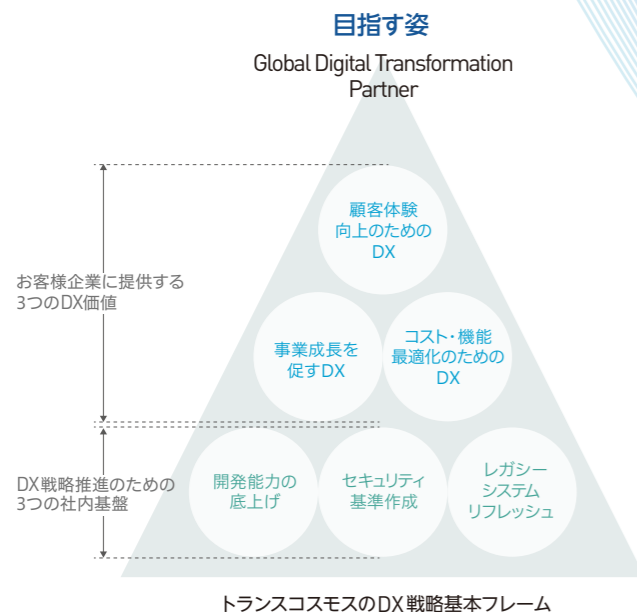 目指す姿
Global Digital Transformation
Partner
顧客体験
向上のための
DX
お客様企業に提供する
3つのDX価値
事業成長を
促すDX
コスト・機能
最適化のための
DX
DX戦略推進のための
3つの社内基盤
開発能力の
底上げ
セキュリティ
基準作成
レガシー
システム
リフレッシュ
トランスコスモスのDX戦略基本フレーム